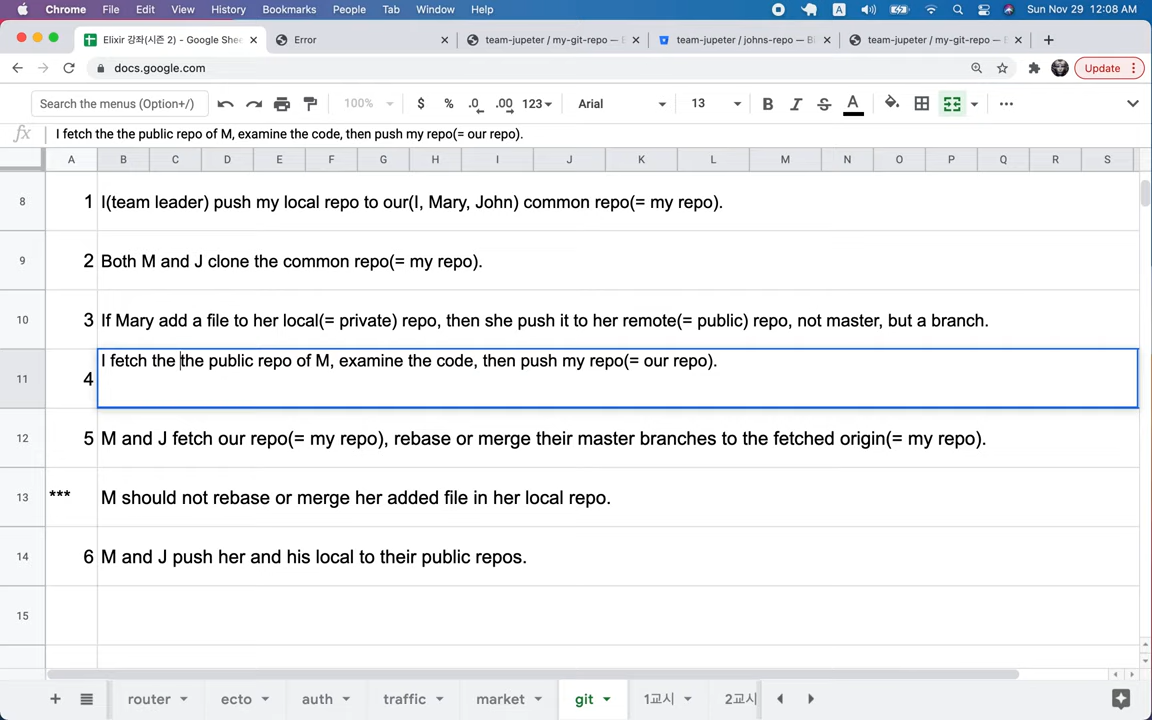 Chrome File Edit View History Bookmarks People Tab Window Help A Sun Nov 29 12:08 AM
Elixir 강좌(시즌 2) - Google Shee Error team-jupeter / my-git-repo — B team-jupeter / johns-repo — Bi team-jupeter / my-git-repo — B
docs.google.com Update
Search the menus (Option+/) 100% $ % .0 .00 123 Arial 13 B I S A
fx I fetch the the public repo of M, examine the code, then push my repo(= our repo).
A B C D E F G H I J K L M N O P Q R S
8 1 I(team leader) push my local repo to our(I, Mary, John) common repo(= my repo).
9 2 Both M and J clone the common repo(= my repo).
10 3 If Mary add a file to her local(= private) repo, then she push it to her remote(= public) repo, not master, but a branch.
11 4 I fetch the the public repo of M, examine the code, then push my repo(= our repo).
12 5 M and J fetch our repo(= my repo), rebase or merge their master branches to the fetched origin(= my repo).
13 *** M should not rebase or merge her added file in her local repo.
14 6 M and J push her and his local to their public repos.
15
router ecto auth traffic market git 1교시 2교시